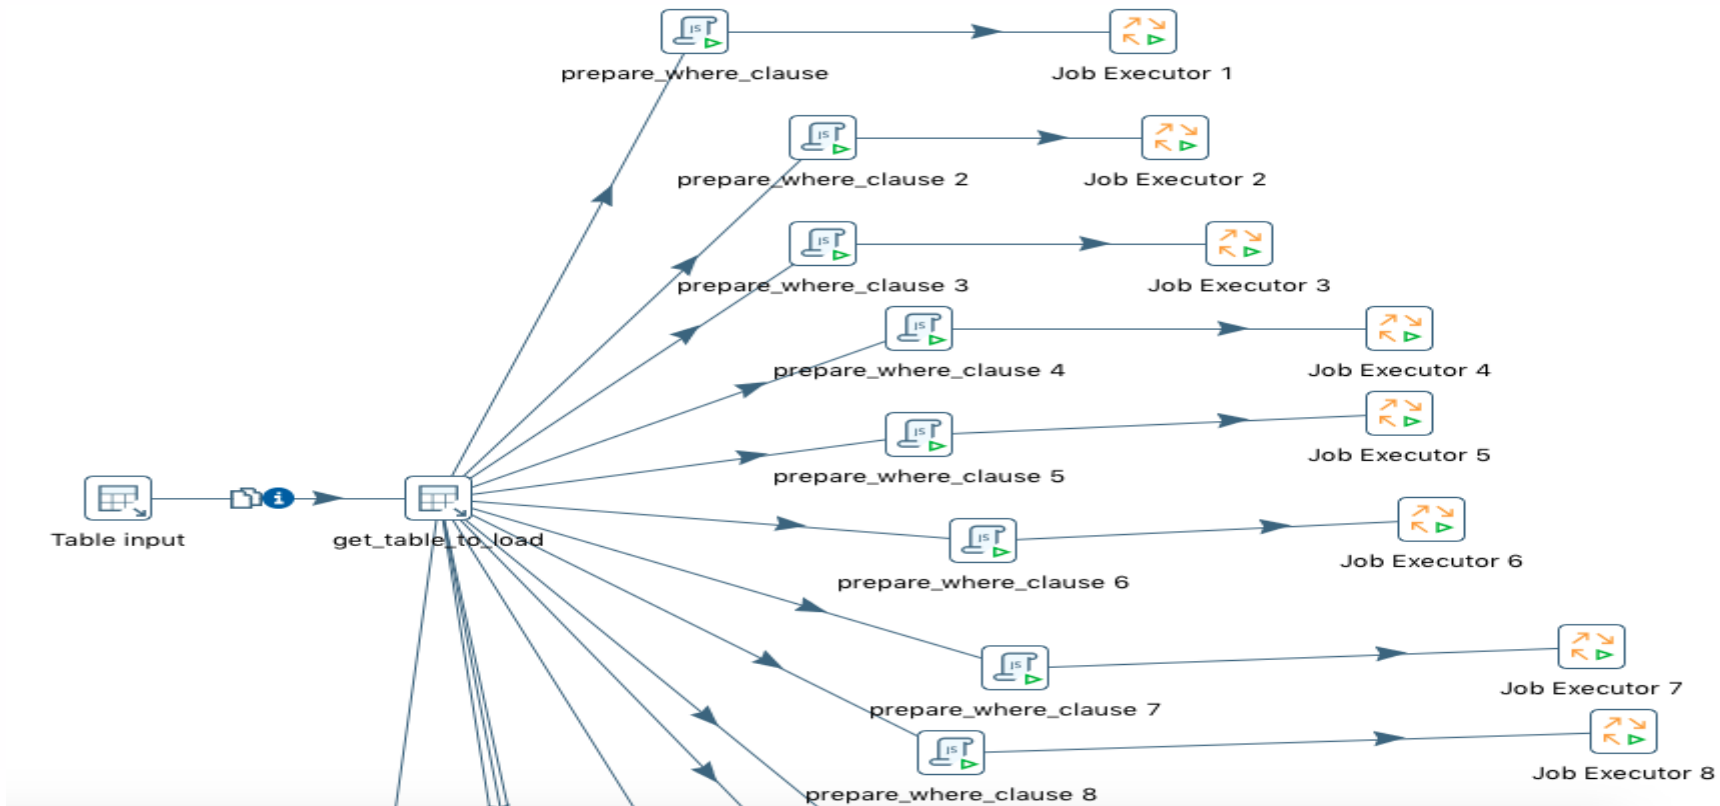 prepare_where_clause
Job Executor 1
prepare_where_clause 2
Job Executor 2
prepare_where_clause 3
Job Executor 3
prepare_where_clause 4
Job Executor 4
prepare_where_clause 5
Job Executor 5
Table input
get_table_to_load
prepare_where_clause 6
Job Executor 6
prepare_where_clause 7
Job Executor 7
prepare_where_clause 8
Job Executor 8